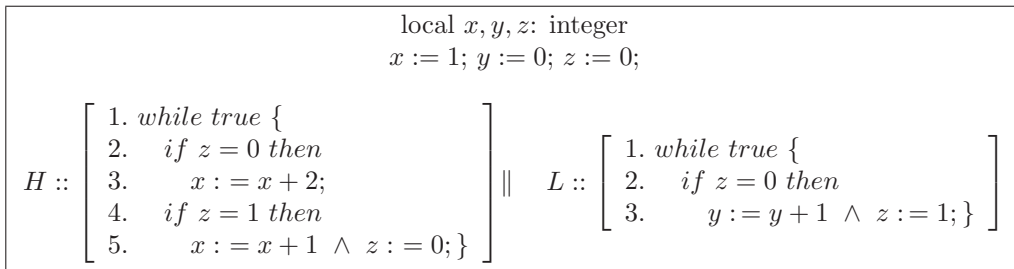 local x, y, z: integer
x := 1; y := 0; z := 0;
H :: [ 1. while true {
2. if z = 0 then
3. x : = x + 2;
4. if z = 1 then
5. x : = x + 1 ∧ z : = 0; } ]
‖ L :: [ 1. while true {
2. if z = 0 then
3. y : = y + 1 ∧ z : = 1; } ]